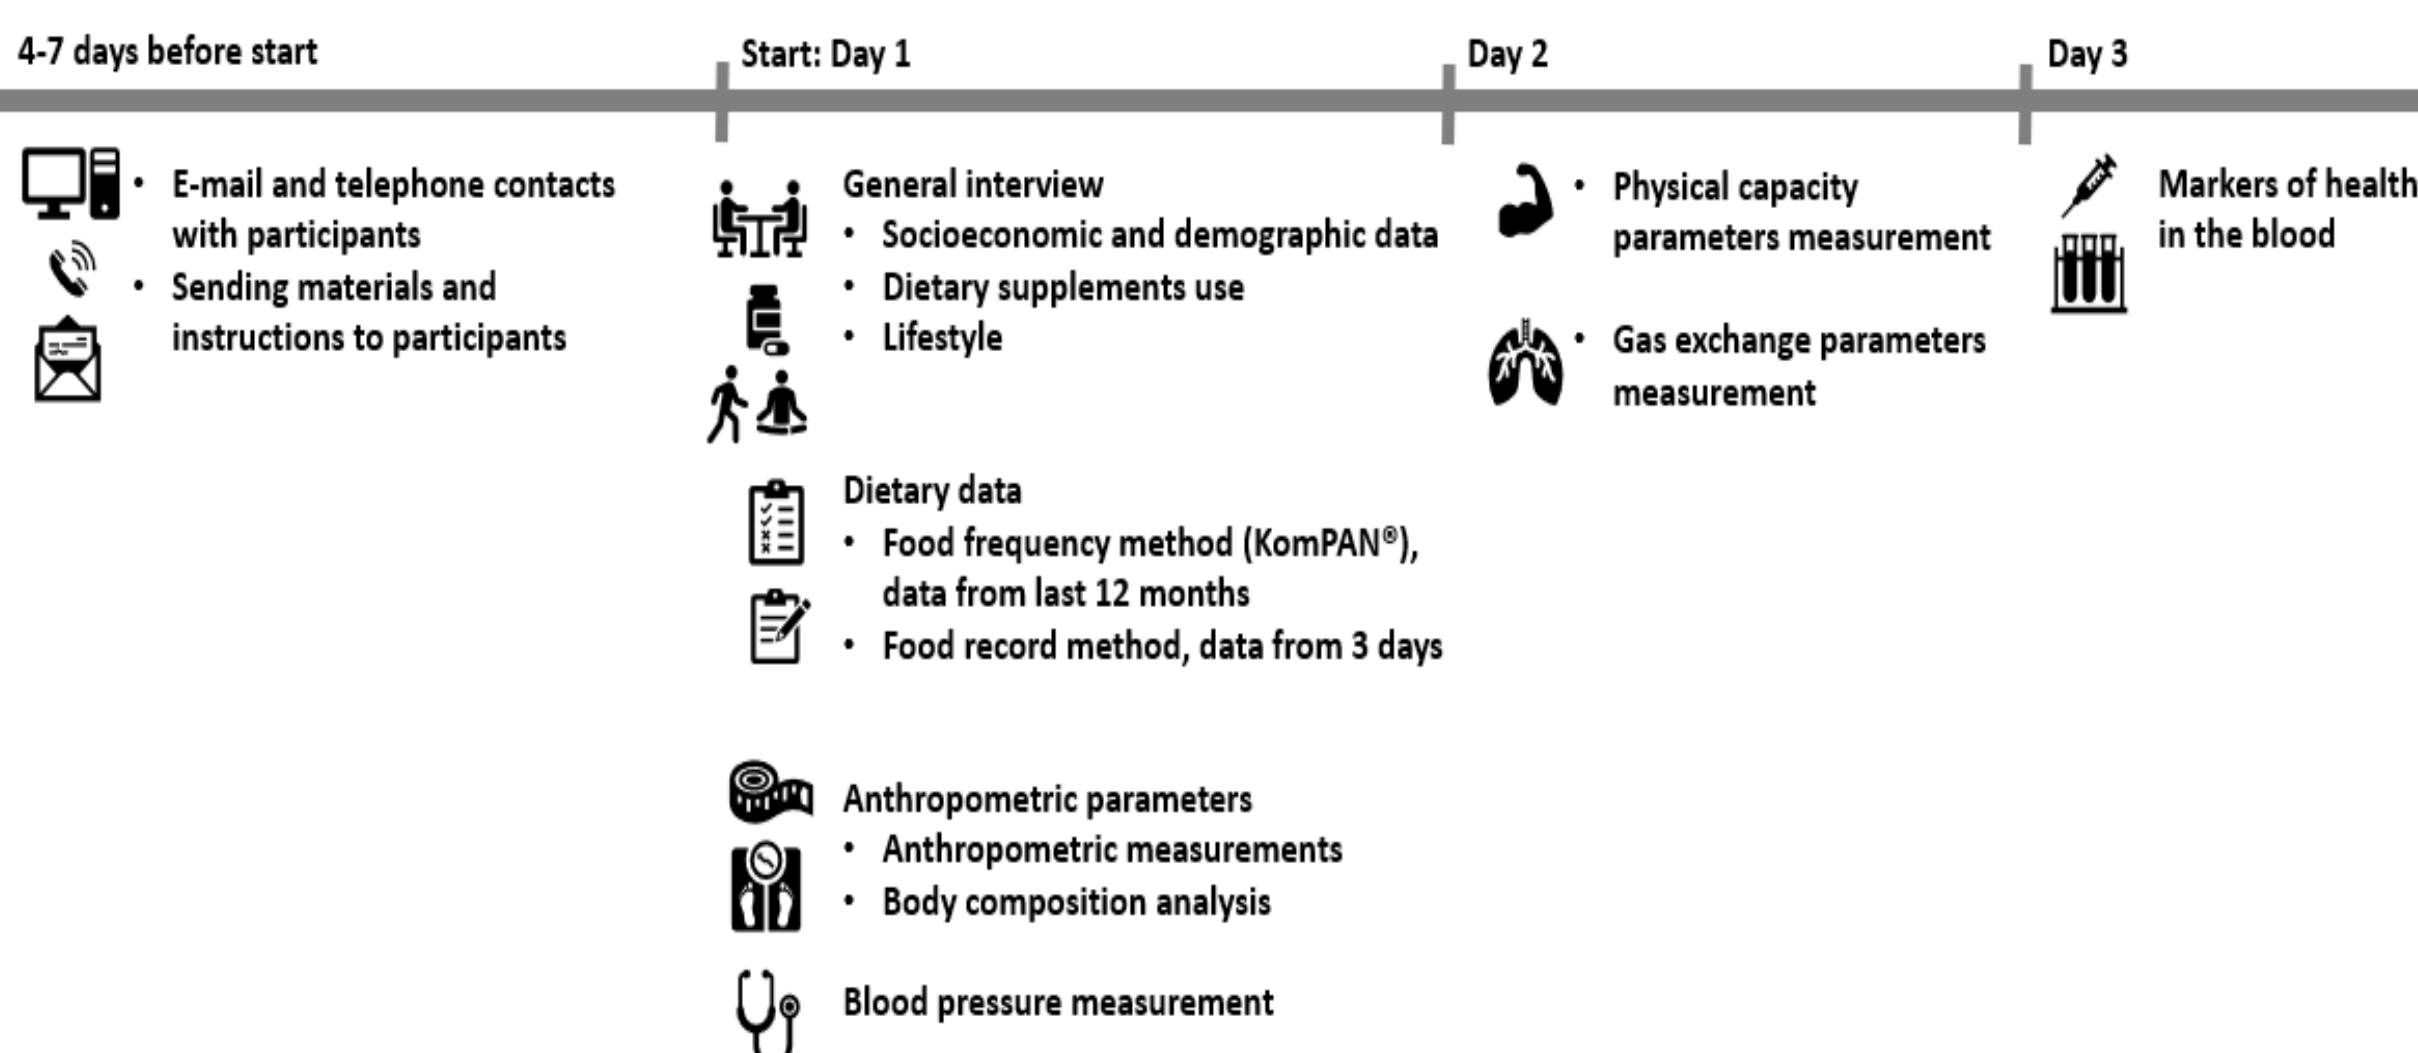 4-7 days before start
• E-mail and telephone contacts
with participants
• Sending materials and
instructions to participants
Start: Day 1
General interview
• Socioeconomic and demographic data
• Dietary supplements use
• Lifestyle
Dietary data
• Food frequency method (KomPAN®),
data from last 12 months
• Food record method, data from 3 days
Anthropometric parameters
• Anthropometric measurements
• Body composition analysis
Blood pressure measurement
Day 2
• Physical capacity
parameters measurement
• Gas exchange parameters
measurement
Day 3
Markers of health
in the blood